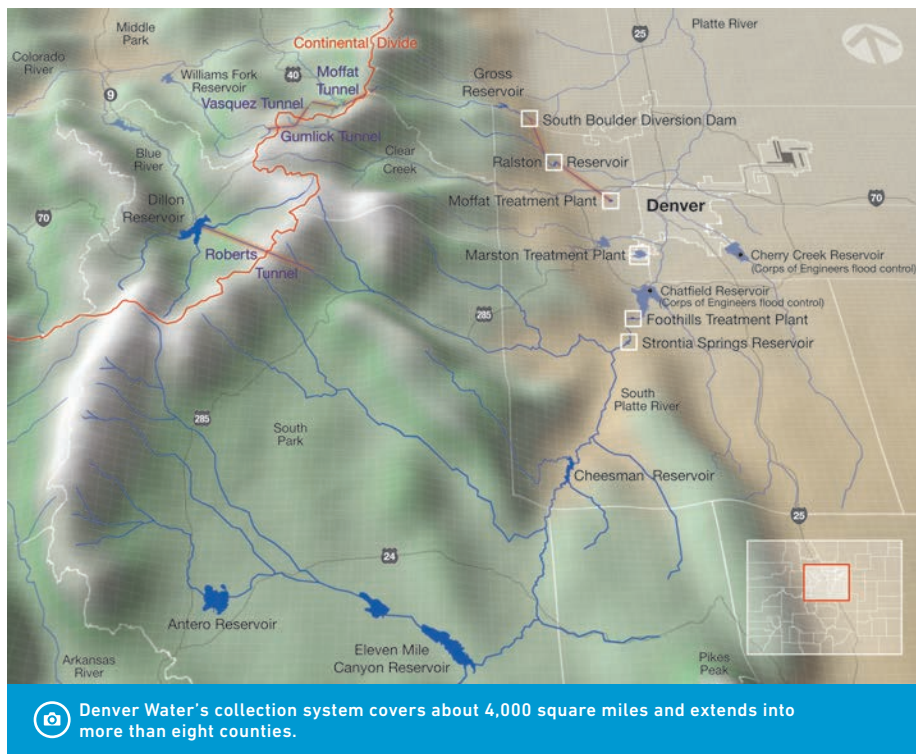 Middle
Park
Platte River
25
Colorado
River
Continental Divide
Williams Fork
Reservoir
40
Moffat
Tunnel
Gross
Reservoir
9
Vasquez Tunnel
South Boulder Diversion Dam
Gumlick Tunnel
Blue
River
Clear
Creek
Ralston Reservoir
Dillon
Reservoir
70
Moffat Treatment Plant
Denver
70
Roberts
Tunnel
Marston Treatment Plant
Cherry Creek Reservoir
(Corps of Engineers flood control)
Chatfield Reservoir
(Corps of Engineers flood control)
285
Foothills Treatment Plant
Strontia Springs Reservoir
285
South
Park
South
Platte River
Cheesman Reservoir
25
24
Antero Reservoir
Eleven Mile
Canyon Reservoir
Arkansas
River
Pikes
Peak
Denver Water's collection system covers about 4,000 square miles and extends into
more than eight counties.